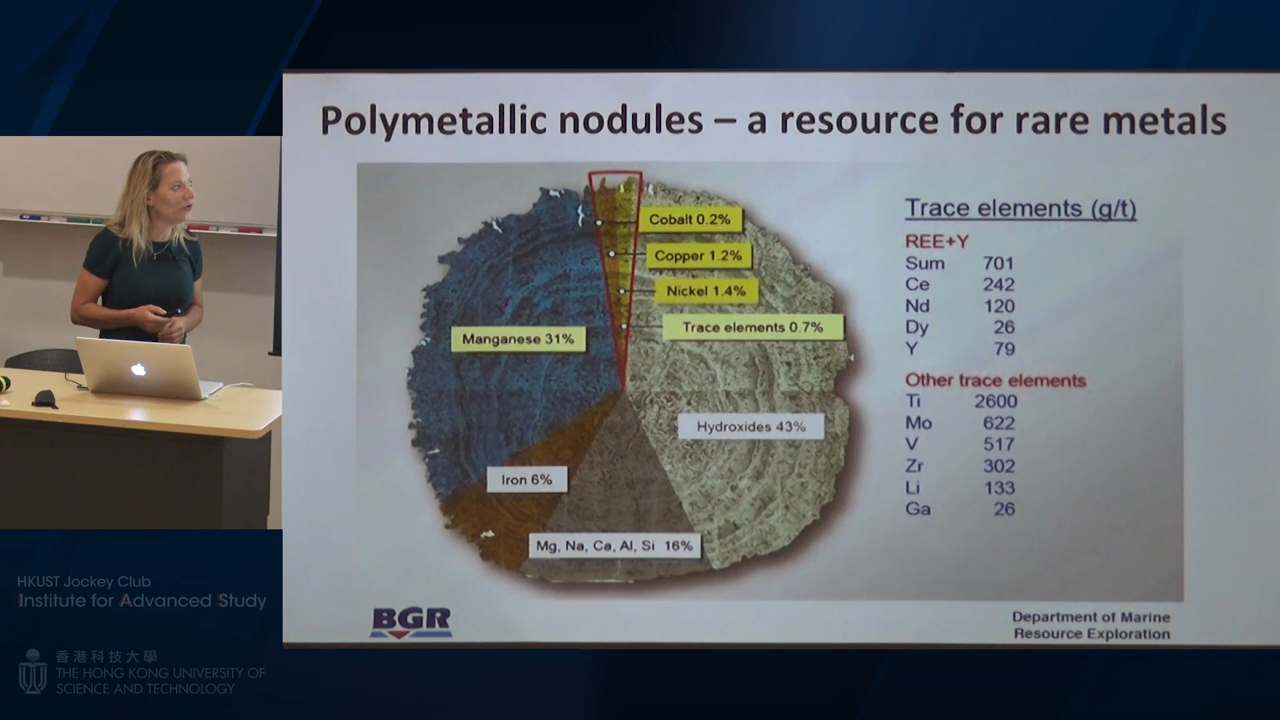 Polymetallic nodules – a resource for rare metals
Cobalt 0.2%
Copper 1.2%
Nickel 1.4%
Trace elements 0.7%
Manganese 31%
Hydroxides 43%
Iron 6%
Mg, Na, Ca, Al, Si 16%
Trace elements (g/t)
REE+Y
Sum 701
Ce 242
Nd 120
Dy 26
Y 79
Other trace elements
Ti 2600
Mo 622
V 517
Zr 302
Li 133
Ga 26
BGR
Department of Marine
Resource Exploration
HKUST Jockey Club
Institute for Advanced Study
香港科技大學
THE HONG KONG UNIVERSITY OF
SCIENCE AND TECHNOLOGY